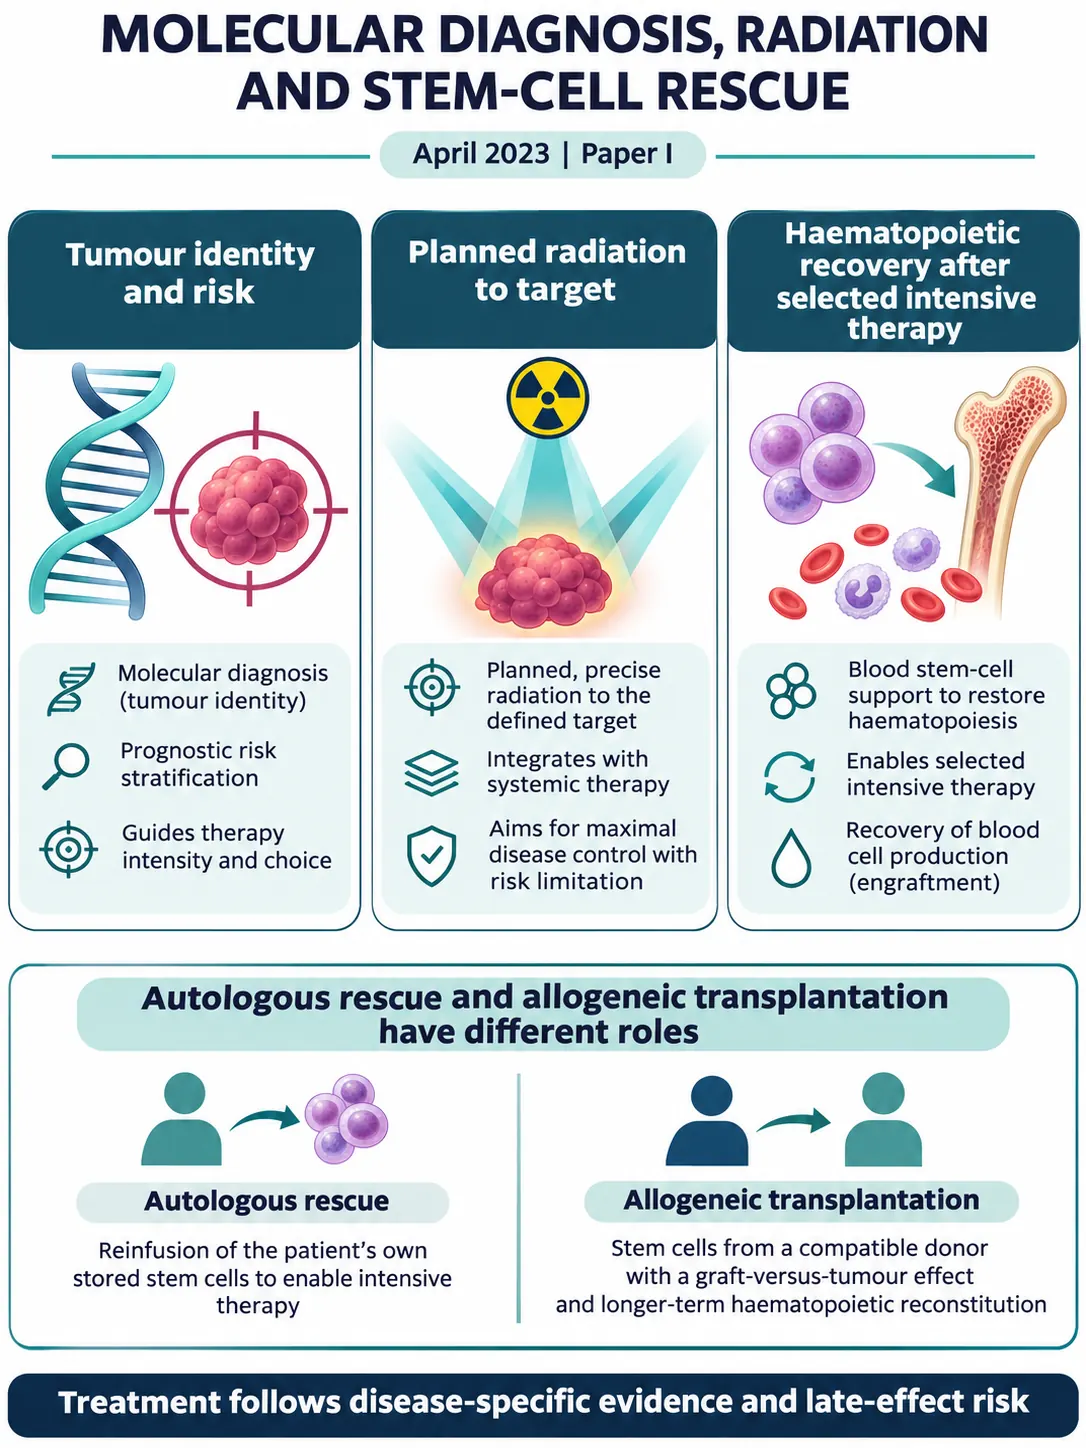 MOLECULAR DIAGNOSIS, RADIATION
AND STEM-CELL RESCUE
April 2023 | Paper I
Tumour identity
and risk
Molecular diagnosis
(tumour identity)
Prognostic risk
stratification
Guides therapy
intensity and choice
Planned radiation
to target
Planned, precise
radiation to the
defined target
Integrates with
systemic therapy
Aims for maximal
disease control with
risk limitation
Haematopoietic
recovery after
selected intensive
therapy
Blood stem-cell
support to restore
haematopoiesis
Enables selected
intensive therapy
Recovery of blood
cell production
(engraftment)
Autologous rescue and allogeneic transplantation
have different roles
Autologous rescue
Reinfusion of the patient's own
stored stem cells to enable intensive
therapy
Allogeneic transplantation
Stem cells from a compatible donor
with a graft-versus-tumour effect
and longer-term haematopoietic reconstitution
Treatment follows disease-specific evidence and late-effect risk